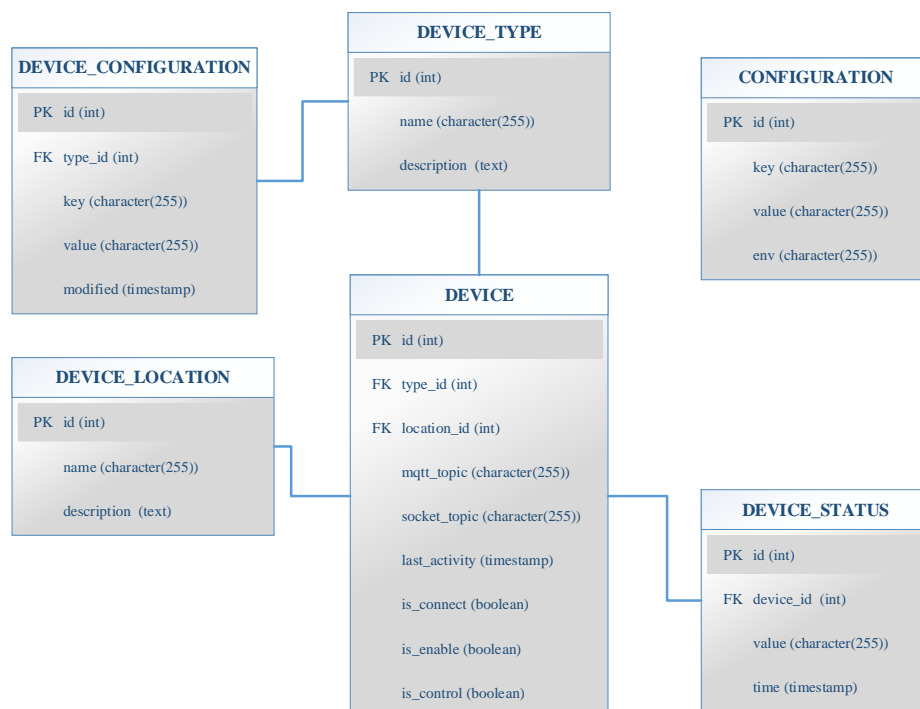 DEVICE_CONFIGURATION
PK id (int)
FK type_id (int)
key (character(255))
value (character(255))
modified (timestamp)
DEVICE_TYPE
PK id (int)
name (character(255))
description (text)
CONFIGURATION
PK id (int)
key (character(255))
value (character(255))
env (character(255))
DEVICE_LOCATION
PK id (int)
name (character(255))
description (text)
DEVICE
PK id (int)
FK type_id (int)
FK location_id (int)
mqtt_topic (character(255))
socket_topic (character(255))
last_activity (timestamp)
is_connect (boolean)
is_enable (boolean)
is_control (boolean)
DEVICE_STATUS
PK id (int)
FK device_id (int)
value (character(255))
time (timestamp)